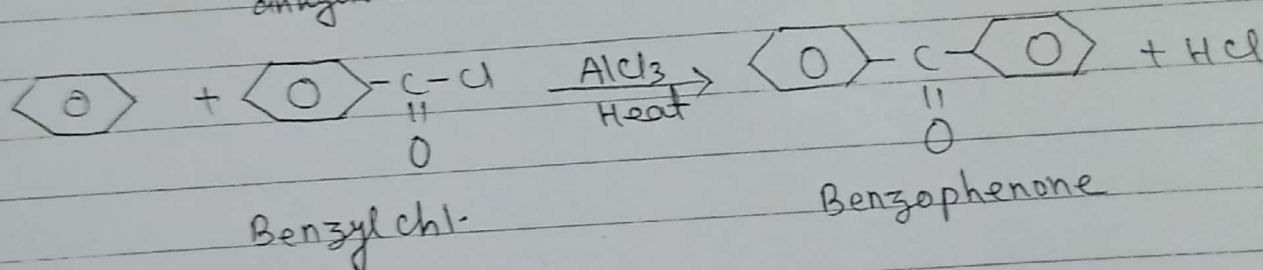 + -C-Cl AlCl3 -C- + HCl
Heat
O O
Benzyl chl. Benzophenone